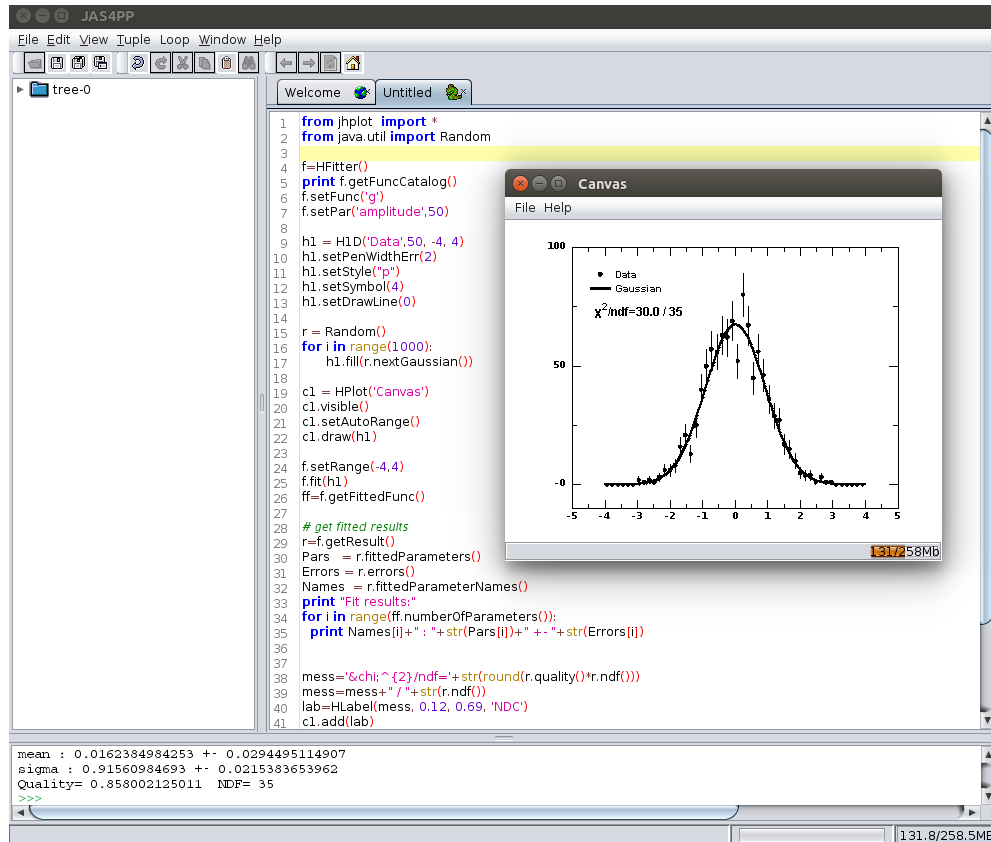 JAS4PP
File Edit View Tuple Loop Window Help
tree-0
Welcome Untitled
1 from jhplot  import *
2 from java.util import Random
3
4 f=HFitter()
5 print f.getFuncCatalog()
6 f.setFunc('g')
7 f.setPar('amplitude',50)
8
9 h1 = H1D('Data',50, -4, 4)
10 h1.setPenWidthErr(2)
11 h1.setStyle("p")
12 h1.setSymbol(4)
13 h1.setDrawLine(0)
14
15 r = Random()
16 for i in range(1000):
17 h1.fill(r.nextGaussian())
18
19 c1 = HPlot('Canvas')
20 c1.visible()
21 c1.setAutoRange()
22 c1.draw(h1)
23
24 f.setRange(-4,4)
25 f.fit(h1)
26 ff=f.getFittedFunc()
27
28 # get fitted results
29 r=f.getResult()
30 Pars   = r.fittedParameters()
31 Errors = r.errors()
32 Names  = r.fittedParameterNames()
33 print "Fit results:"
34 for i in range(ff.numberOfParameters()):
35 print Names[i]+" : "+str(Pars[i])+" +- "+str(Errors[i])
36
37
38 mess='&chi;^{2}/ndf='+str(round(r.quality()*r.ndf()))
39 mess=mess+" / "+str(r.ndf())
40 lab=HLabel(mess, 0.12, 0.69, 'NDC')
41 c1.add(lab)
Canvas
File Help
100
Data
Gaussian
χ²/ndf=30.0 / 35
50
-0
-5 -4 -3 -2 -1 0 1 2 3 4 5
131/258Mb
mean : 0.0162384984253 +- 0.0294495114907
sigma : 0.91560984693 +- 0.0215383653962
Quality= 0.858002125011  NDF= 35
>>>
131.8/258.5ME